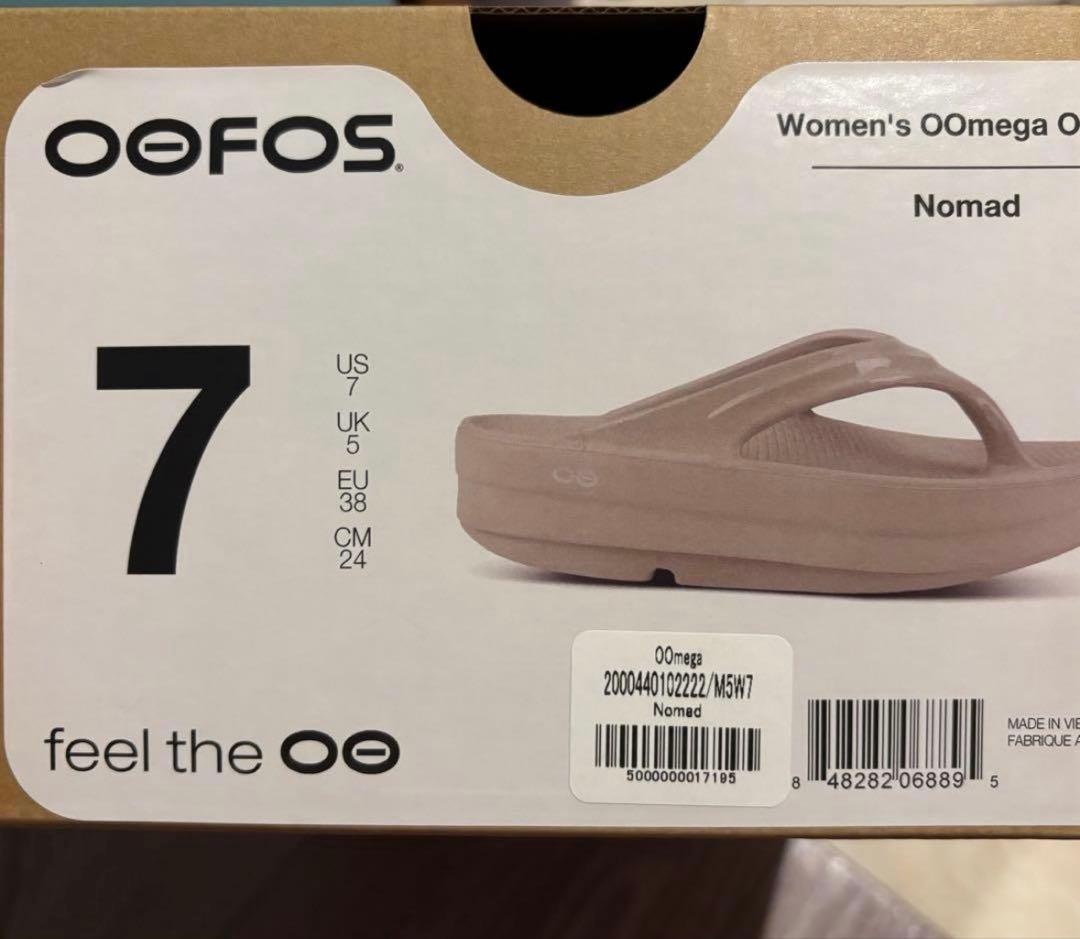 OOFOS®
Women's OOmega O
Nomad
7
US
7
UK
5
EU
38
CM
24
OO
OOmega
2000440102222/M5W7
Nomad
5000000017195
8 48282 06889 5
MADE IN VIE
FABRIQUE A
feel the OO